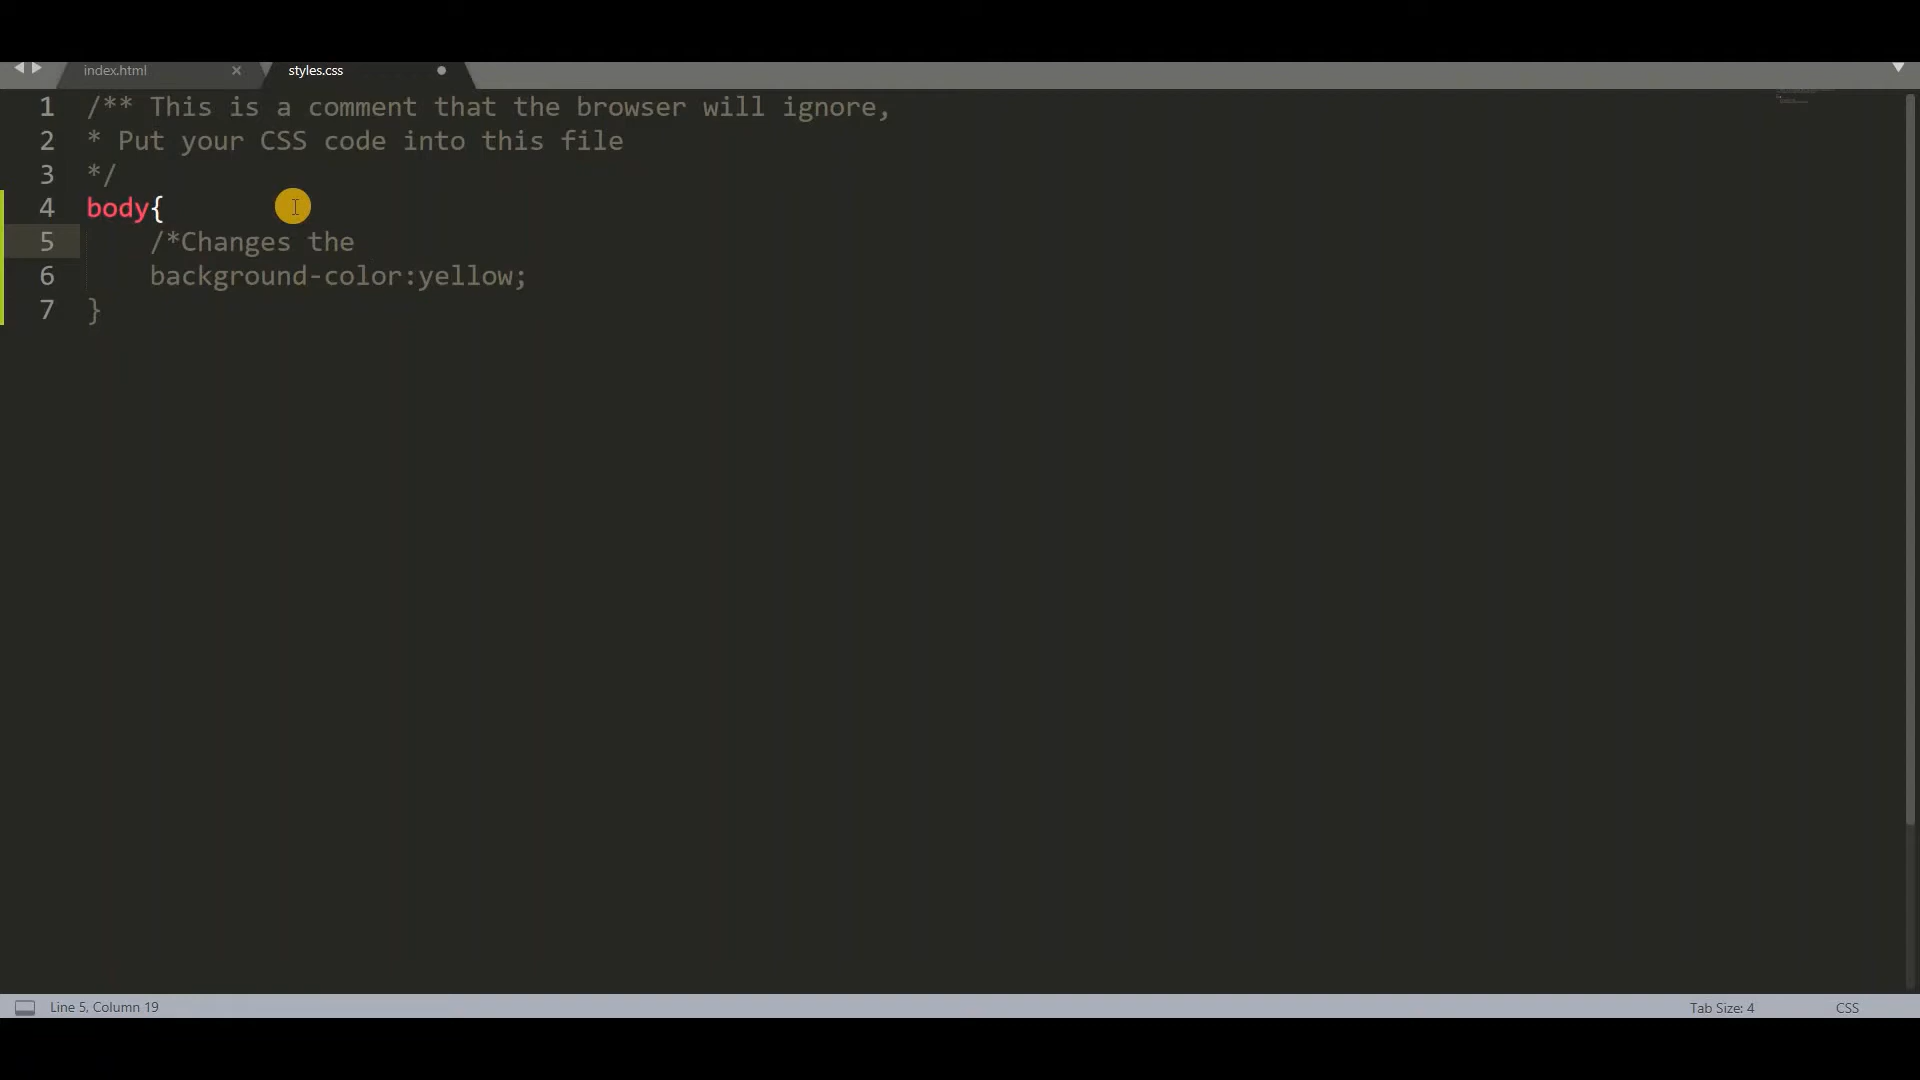 index.html
styles.css
1 /** This is a comment that the browser will ignore,
2 * Put your CSS code into this file
3 */
4 body{
5 /*Changes the
6 background-color:yellow;
7 }
Line 5, Column 19
Tab Size: 4
CSS